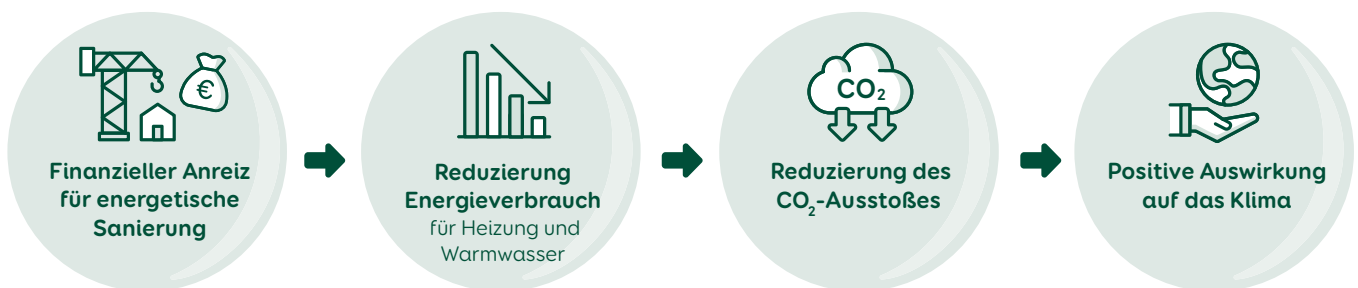 €
Finanzieller Anreiz
für energetische
Sanierung
Reduzierung
Energieverbrauch
für Heizung und
Warmwasser
CO₂
Reduzierung des
CO₂-Ausstoßes
Positive Auswirkung
auf das Klima